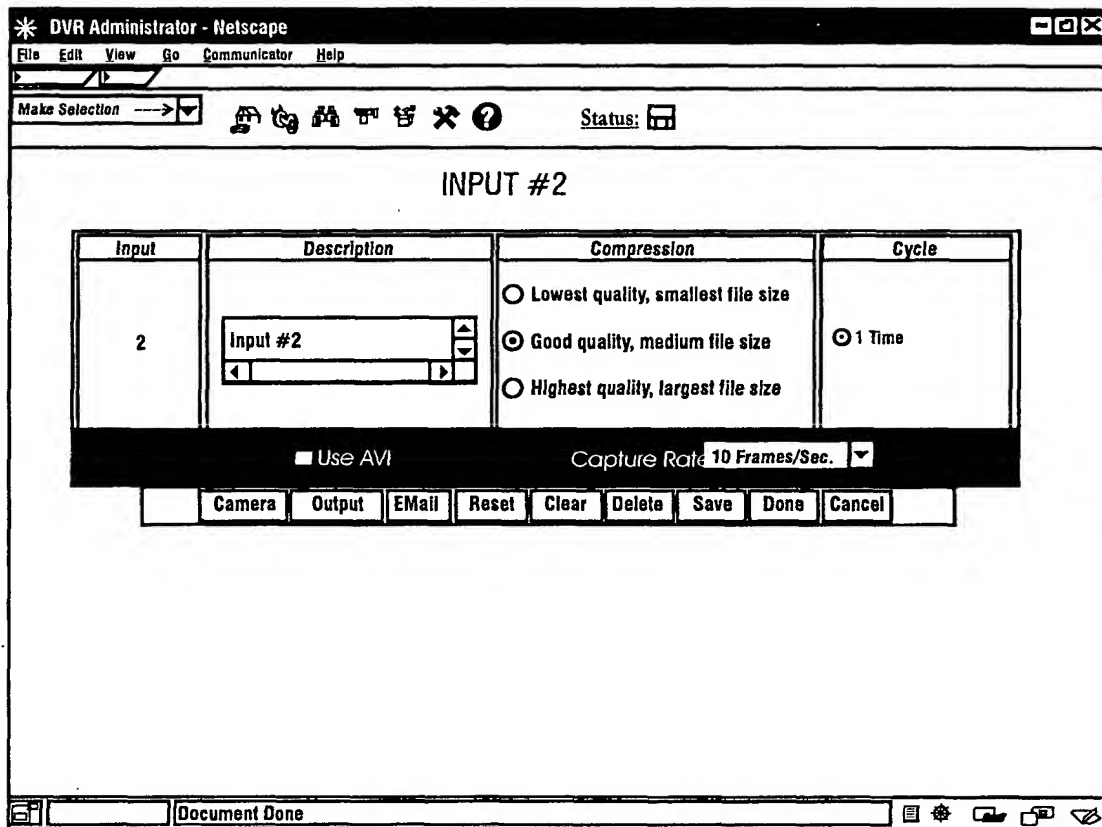 DVR Administrator - Netscape
File Edit View Go Communicator Help
Make Selection ---->
Status:
INPUT #2
Input Description Compression Cycle
Lowest quality, smallest file size
2 Input #2 Good quality, medium file size 1 Time
Highest quality, largest file size
Use AVI Capture Rate 10 Frames/Sec.
Camera Output EMail Reset Clear Delete Save Done Cancel
Document Done